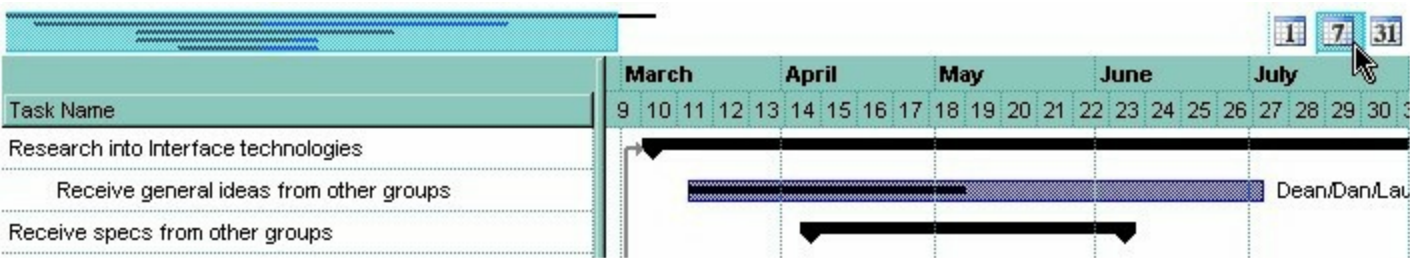 1 7 31
March April May June July
Task Name 9 10 11 12 13 14 15 16 17 18 19 20 21 22 23 24 25 26 27 28 29 30
Research into Interface technologies
Receive general ideas from other groups Dean/Dan/Lau
Receive specs from other groups